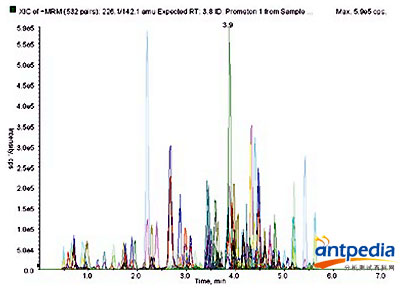 XIC of +MRM (532 pairs): 226.1/142.1 amu Expected RT: 3.8 ID: Prometon 1 from Sample ...
Max. 5.9e5 cps.
3.9
5.9e5
5.5e5
5.0e5
4.5e5
4.0e5
3.5e5
3.0e5
2.5e5
2.0e5
1.5e5
1.0e5
5.0e4
0.0
Intensity, cps
1.0
2.0
3.0
4.0
5.0
6.0
7.0
Time, min
antpedia